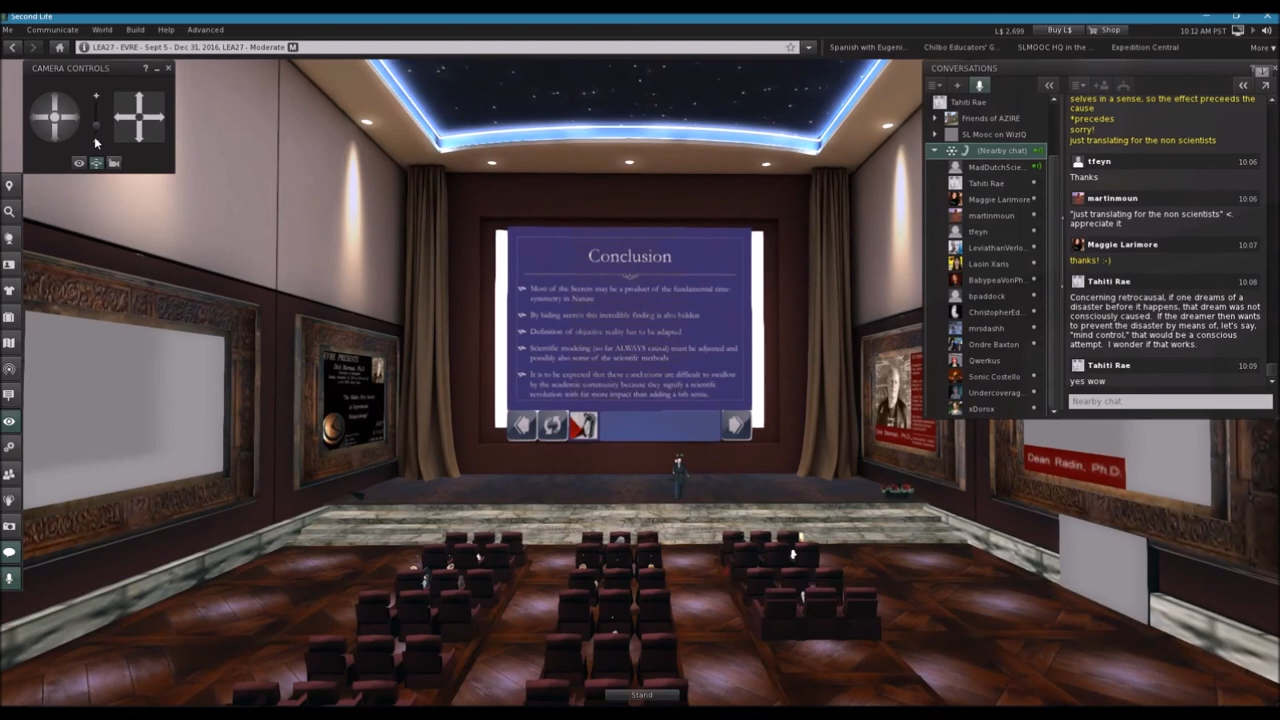 Second Life
Me Communicate World Build Help Advanced
L$ 2,699 Buy L$ Shop 10:12 AM PST
LEA27 - EVRE - Sept 5 - Dec 31, 2016, LEA27 - Moderate M
Spanish with Eugeni... Chilbo Educators' G... SLMOOC HQ in the ... Expedition Central More
CAMERA CONTROLS ?
CONVERSATIONS
Tahiti Rae
Friends of AZIRE
SL Mooc on WizIQ
(Nearby chat)
MadDutchScie...
Tahiti Rae
Maggie Larimore
martinmoun
tfeyn
LeviathanVerlo...
Laoin Xaris
BabypeaVonPh...
bpaddock
ChristopherEd...
mrsdashh
Ondre Baxton
Qwerkus
Sonic Costello
Undercoverag...
xDorox
selves in a sense, so the effect preceeds the
cause
*precedes
sorry!
just translating for the non scientists
tfeyn 10:06
Thanks
martinmoun 10:06
"just translating for the non scientists" <.
appreciate it
Maggie Larimore 10:07
thanks! :-)
Tahiti Rae 10:08
Concerning retrocausal, if one dreams of a
disaster before it happens, that dream was not
consciously caused. If the dreamer then wants
to prevent the disaster by means of, let's say,
"mind control," that would be a conscious
attempt. I wonder if that works.
Tahiti Rae 10:09
yes wow
Nearby chat
Conclusion
Most of the Secrets may be a product of the fundamental time-
symmetry in Nature
By hiding secrets this incredible finding is also hidden
Definition of objective reality has to be adapted
Scientific modeling (so far ALWAYS causal) must be adjusted and
possibly also some of the scientific methods
It is to be expected that these conclusions are difficult to swallow
by the academic community because they signify a scientific
revolution with far more impact than adding a 6th sense.
EVRE PRESENTS
Dick Bierman, Ph.D
Dean Radin, Ph.D.
Stand